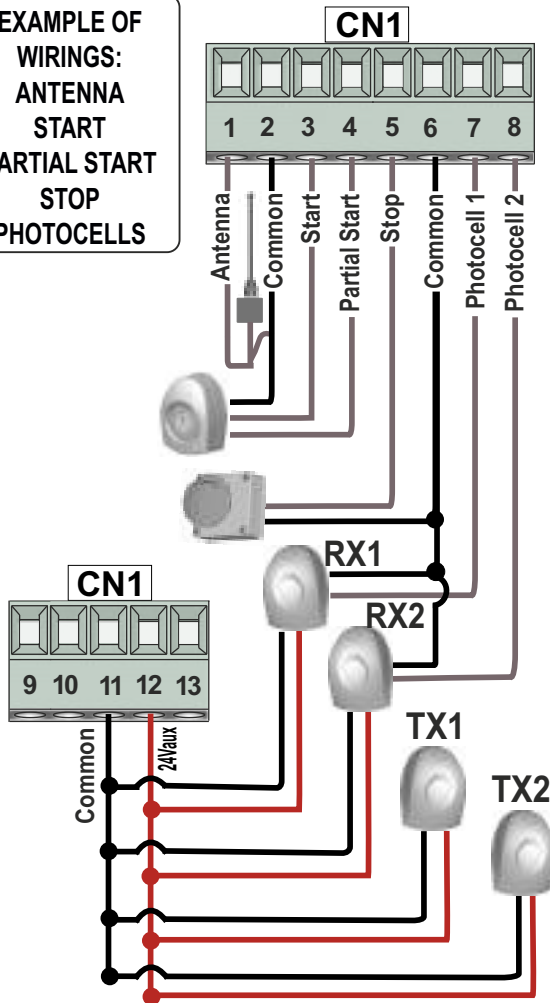 EXAMPLE OF
WIRINGS:
ANTENNA
START
ARTIAL START
STOP
PHOTOCELLS
CN1
1 2 3 4 5 6 7 8
Antenna
Common
Start
Partial Start
Stop
Common
Photocell 1
Photocell 2
RX1
RX2
CN1
9 10 11 12 13
Common
24Vaux
TX1
TX2